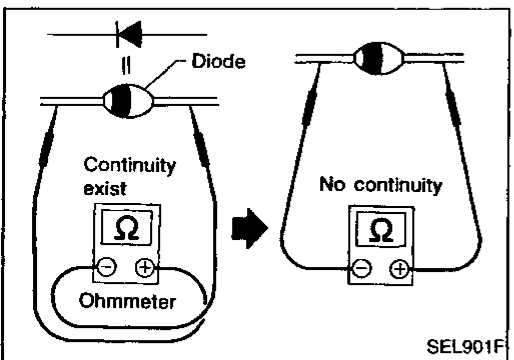 Diode
Continuity
exist
Ω
⊖ ⊕
Ohmmeter
No continuity
Ω
⊖ ⊕
SEL901F